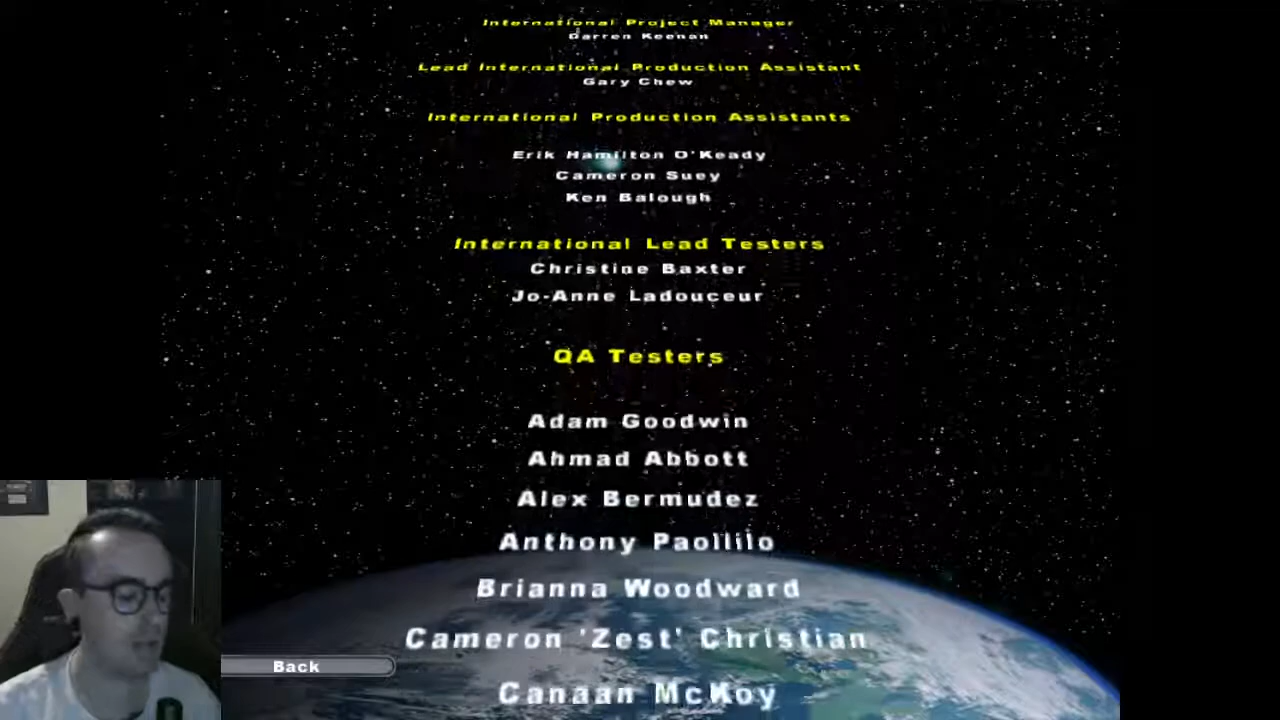 International Project Manager
Darren Keenan
Lead International Production Assistant
Gary Chew
International Production Assistants
Erik Hamilton O'Keady
Cameron Suey
Ken Balough
International Lead Testers
Christine Baxter
Jo-Anne Ladouceur
QA Testers
Adam Goodwin
Ahmad Abbott
Alex Bermudez
Anthony Paollilo
Brianna Woodward
Cameron 'Zest' Christian
Back
Canaan McKoy